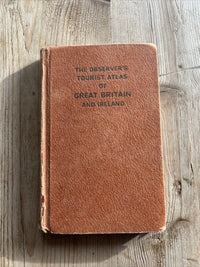 THE OBSERVER'S
TOURIST ATLAS
OF
GREAT BRITAIN
AND IRELAND